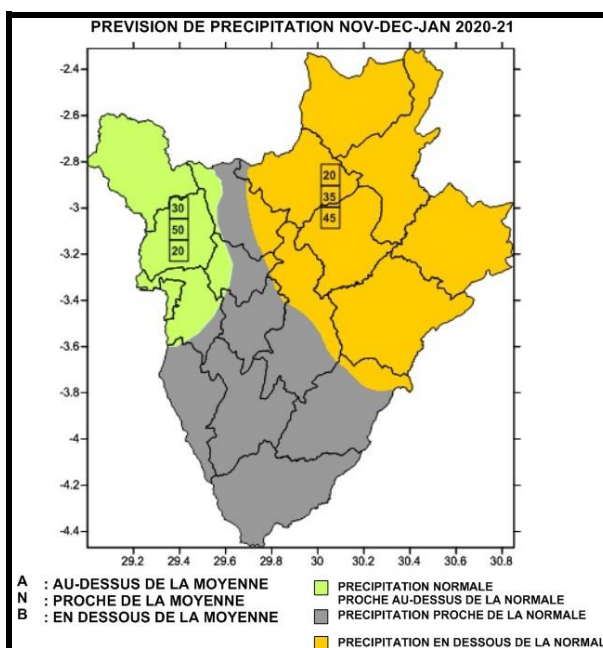 PREVISION DE PRECIPITATION NOV-DEC-JAN 2020-21
-2.4
-2.6
-2.8
-3
-3.2
-3.4
-3.6
-3.8
-4
-4.2
-4.4
30
50
20
20
35
45
29.2 29.4 29.6 29.8 30 30.2 30.4 30.6 30.8
A : AU-DESSUS DE LA MOYENNE
N : PROCHE DE LA MOYENNE
B : EN DESSOUS DE LA MOYENNE
PRECIPITATION NORMALE
PROCHE AU-DESSUS DE LA NORMALE
PRECIPITATION PROCHE DE LA NORMALE
PRECIPITATION EN DESSOUS DE LA NORMAL